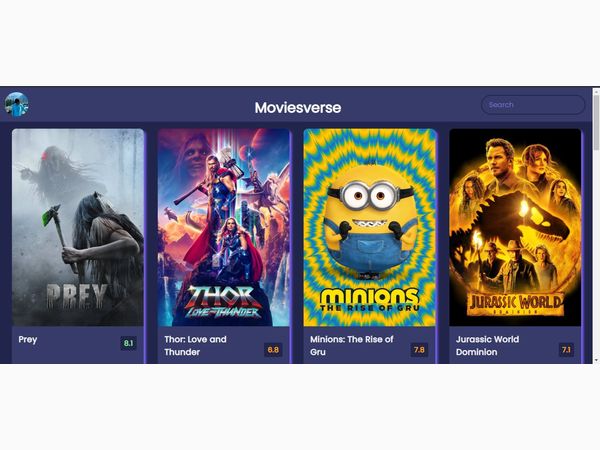 Moviesverse
Search
PREY
THOR
LOVE AND THUNDER
MINIONS
THE RISE OF GRU
JURASSIC WORLD
DOMINION
Prey
8.1
Thor: Love and
Thunder
6.8
Minions: The Rise of
Gru
7.8
Jurassic World
Dominion
7.1